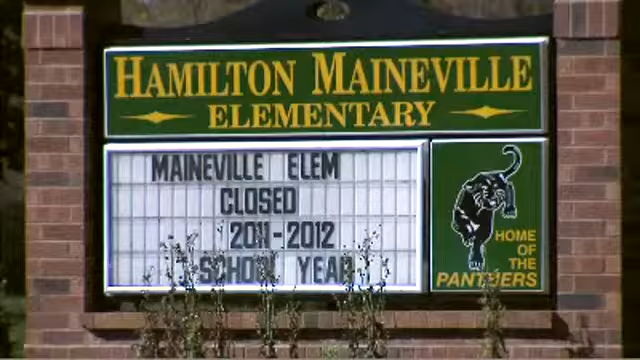 HAMILTON MAINEVILLE
ELEMENTARY
MAINEVILLE ELEM
CLOSED
2011-2012
SCHOOL YEAR
HOME
OF
THE
PANTHERS